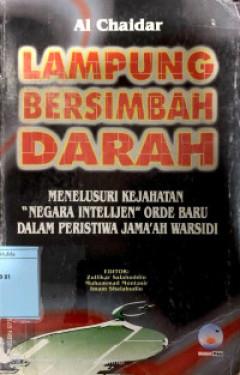 Al Chaidar
LAMPUNG
BERSIMBAH
DARAH
MENELUSURI KEJAHATAN
"NEGARA INTELIJEN" ORDE BARU
DALAM PERISTIWA JAMA'AH WARSIDI
EDITOR:
Zulfikar Salahuddin
Muhammad Muntasir
Imam Shalahudin